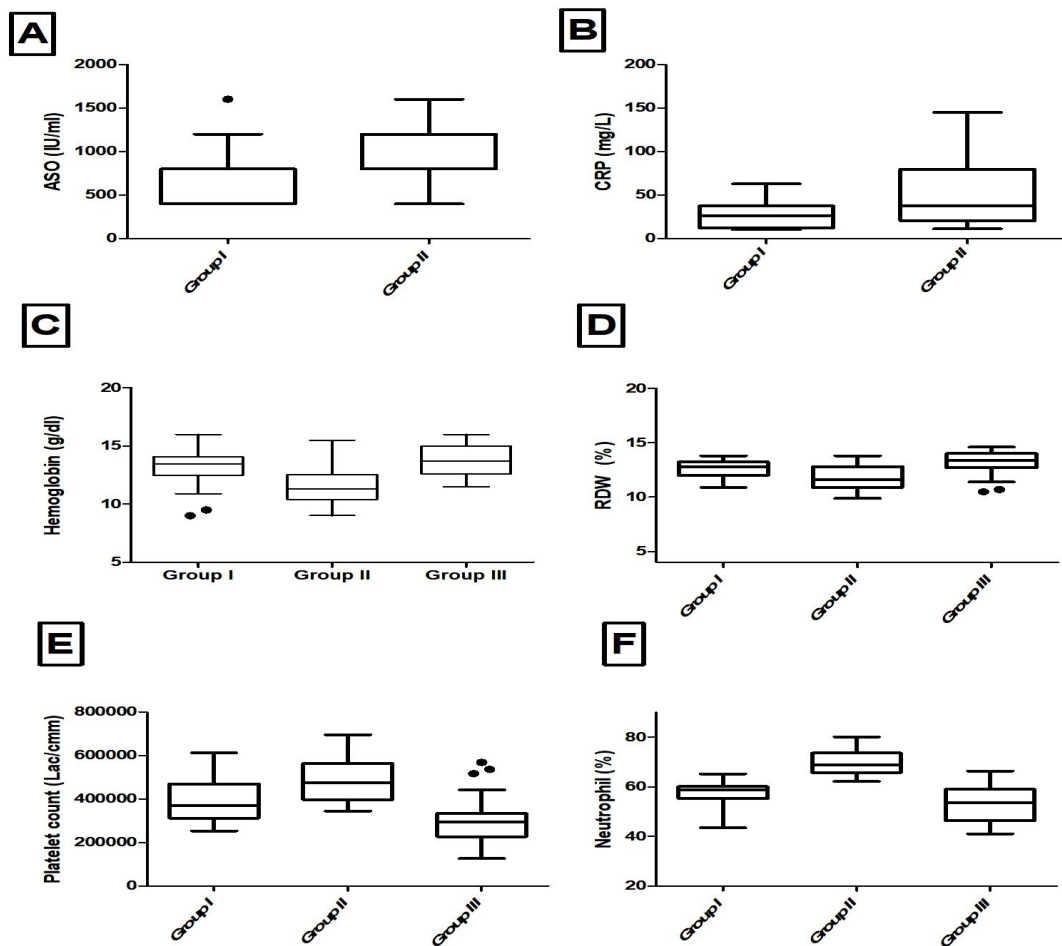 A
ASO (IU/ml)
2000
1500
1000
500
0
Group I
Group II
B
CRP (mg/L)
200
150
100
50
0
Group I
Group II
C
Hemoglobin (g/dl)
20
15
10
5
Group I
Group II
Group III
D
RDW (%)
20
15
10
5
Group I
Group II
Group III
E
Platelet count (Lac/cmm)
800000
600000
400000
200000
0
Group I
Group II
Group III
F
Neutrophil (%)
80
60
40
20
Group I
Group II
Group III